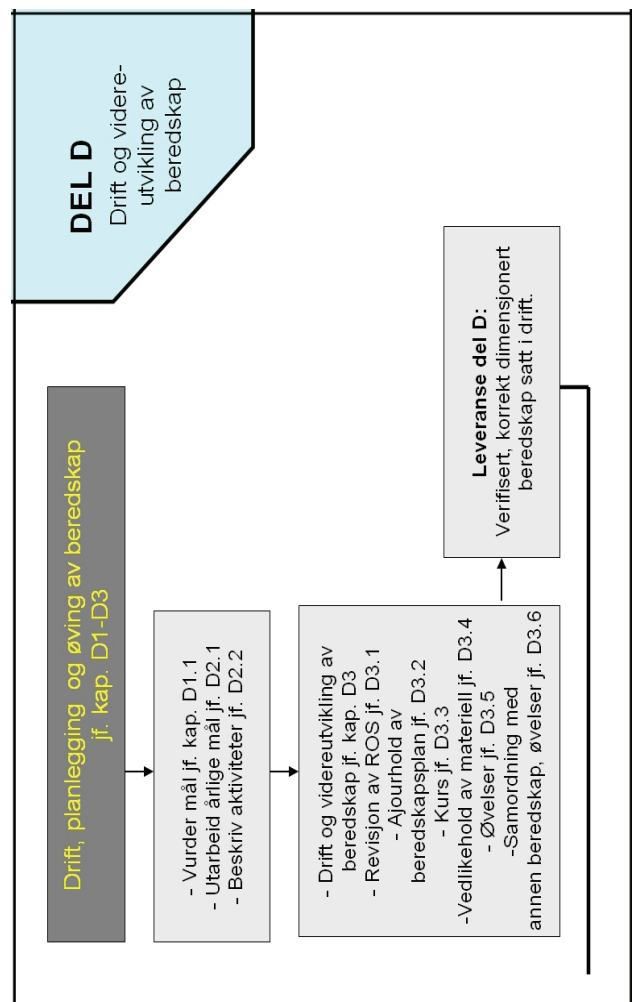 DEL D
Drift og videre-
utvikling av
beredskap
Drift, planlegging og øving av beredskap
jf. kap. D1-D3
- Vurder mål jf. kap. D1.1
- Utarbeid årlige mål jf. D2.1
- Beskriv aktiviteter jf. D2.2
- Drift og videreutvikling av
beredskap jf. kap. D3
- Revisjon av ROS jf. D3.1
- Ajourhold av
beredskapsplan jf. D3.2
- Kurs jf. D3.3
-Vedlikehold av materiell jf. D3.4
- Øvelser jf. D3.5
-Samordning med
annen beredskap, øvelser jf. D3.6
Leveranse del D:
Verifisert, korrekt dimensjonert
beredskap satt i drift.